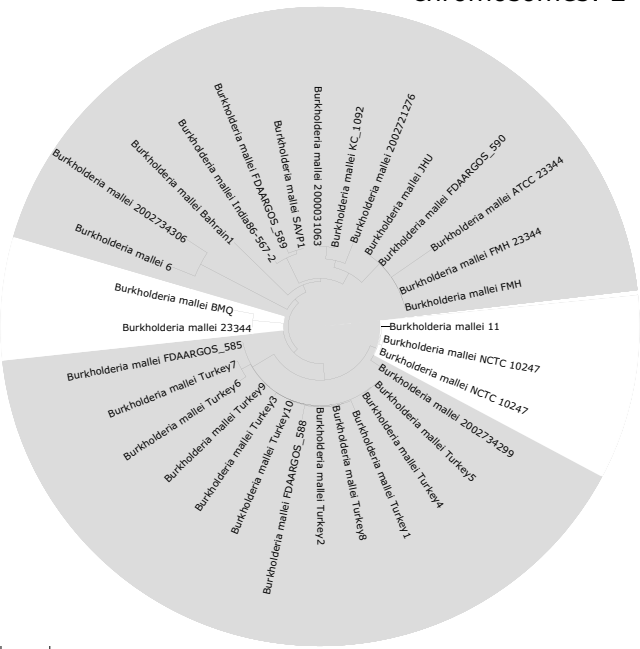 Burkholderia mallei 6
Burkholderia mallei 2002734306
Burkholderia mallei Bahrain1
Burkholderia mallei India86-567-2
Burkholderia mallei FDAARGOS_589
Burkholderia mallei SAVP1
Burkholderia mallei 2000031063
Burkholderia mallei KC_1092
Burkholderia mallei 2002721276
Burkholderia mallei JHU
Burkholderia mallei FDAARGOS_590
Burkholderia mallei ATCC 23344
Burkholderia mallei FMH 23344
Burkholderia mallei FMH
Burkholderia mallei 11
Burkholderia mallei NCTC 10247
Burkholderia mallei NCTC 10247
Burkholderia mallei 2002734299
Burkholderia mallei Turkey5
Burkholderia mallei Turkey4
Burkholderia mallei Turkey1
Burkholderia mallei Turkey8
Burkholderia mallei Turkey2
Burkholderia mallei FDAARGOS_588
Burkholderia mallei Turkey10
Burkholderia mallei Turkey3
Burkholderia mallei Turkey9
Burkholderia mallei Turkey6
Burkholderia mallei Turkey7
Burkholderia mallei FDAARGOS_585
Burkholderia mallei 23344
Burkholderia mallei BMQ